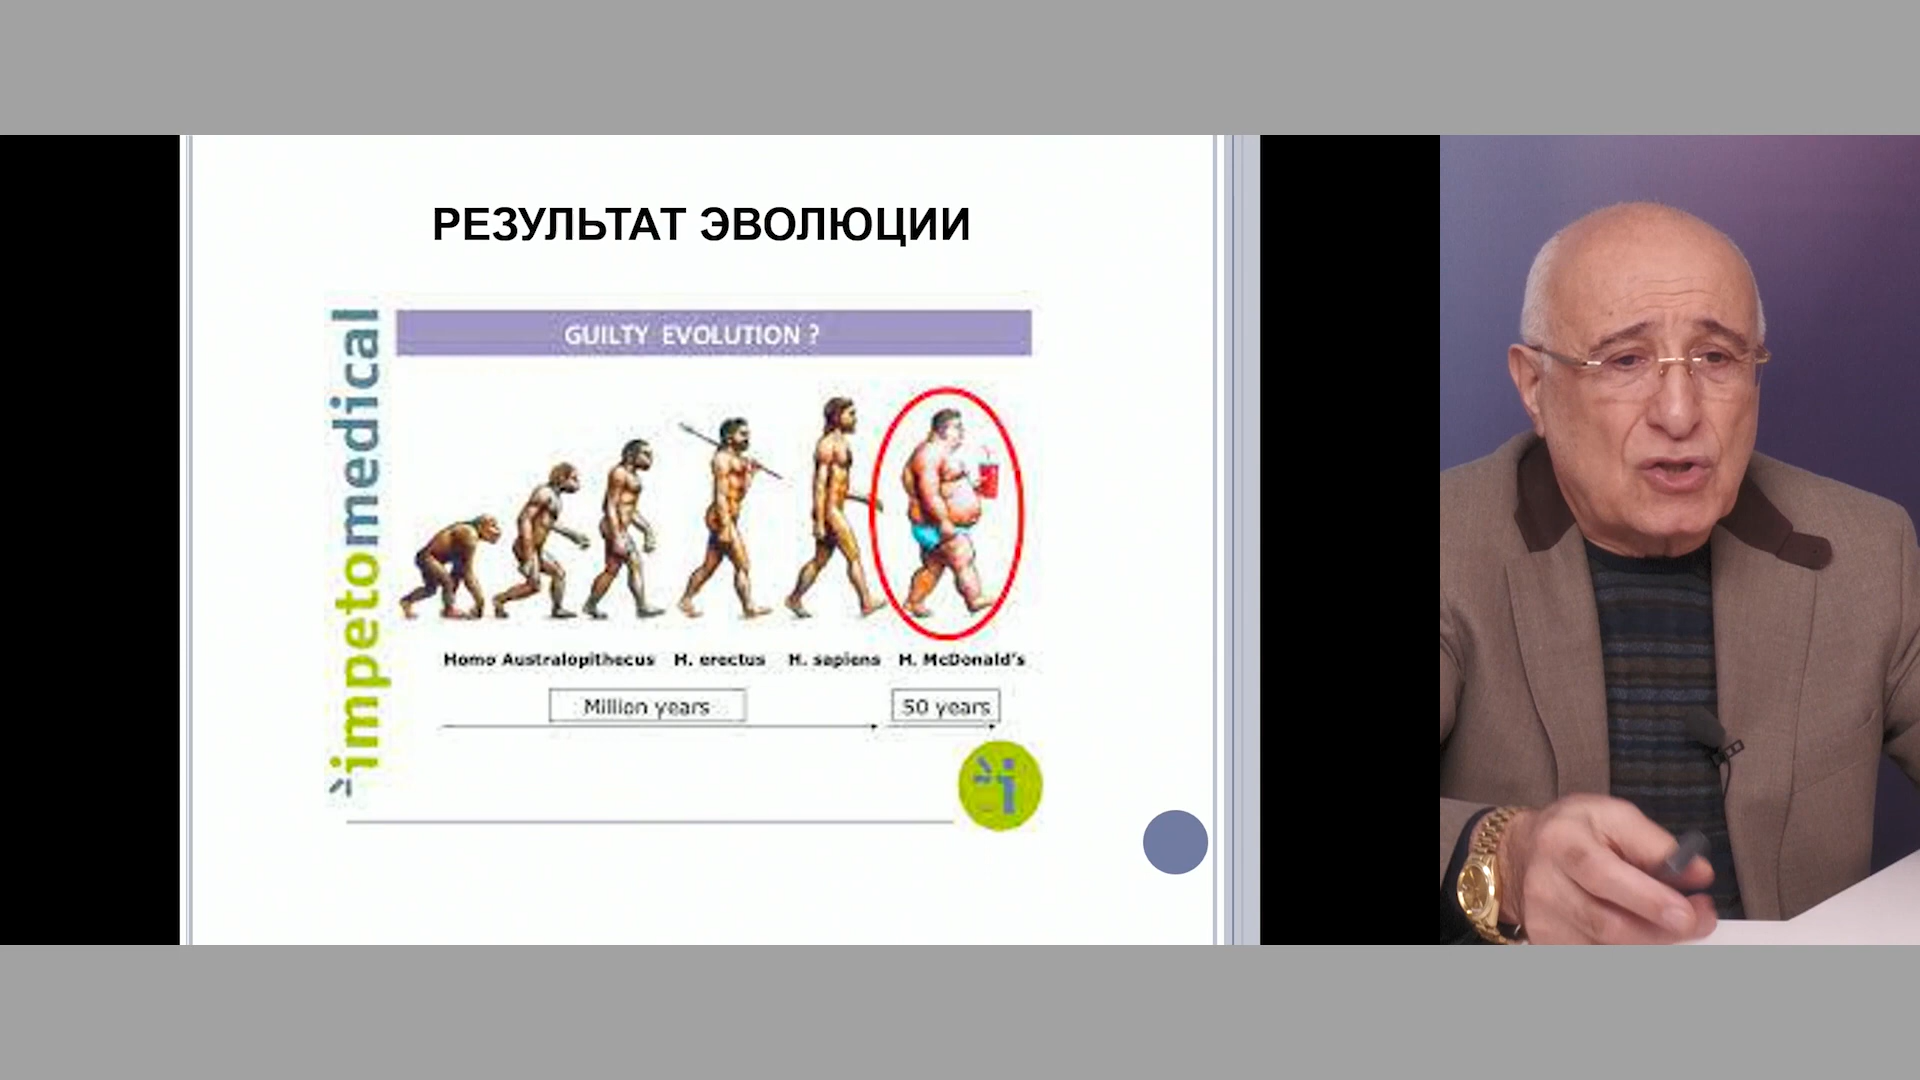 РЕЗУЛЬТАТ ЭВОЛЮЦИИ
impetomedical
GUILTY EVOLUTION ?
Homo Australopithecus H. erectus H. sapiens H. McDonald's
Million years 50 years
i